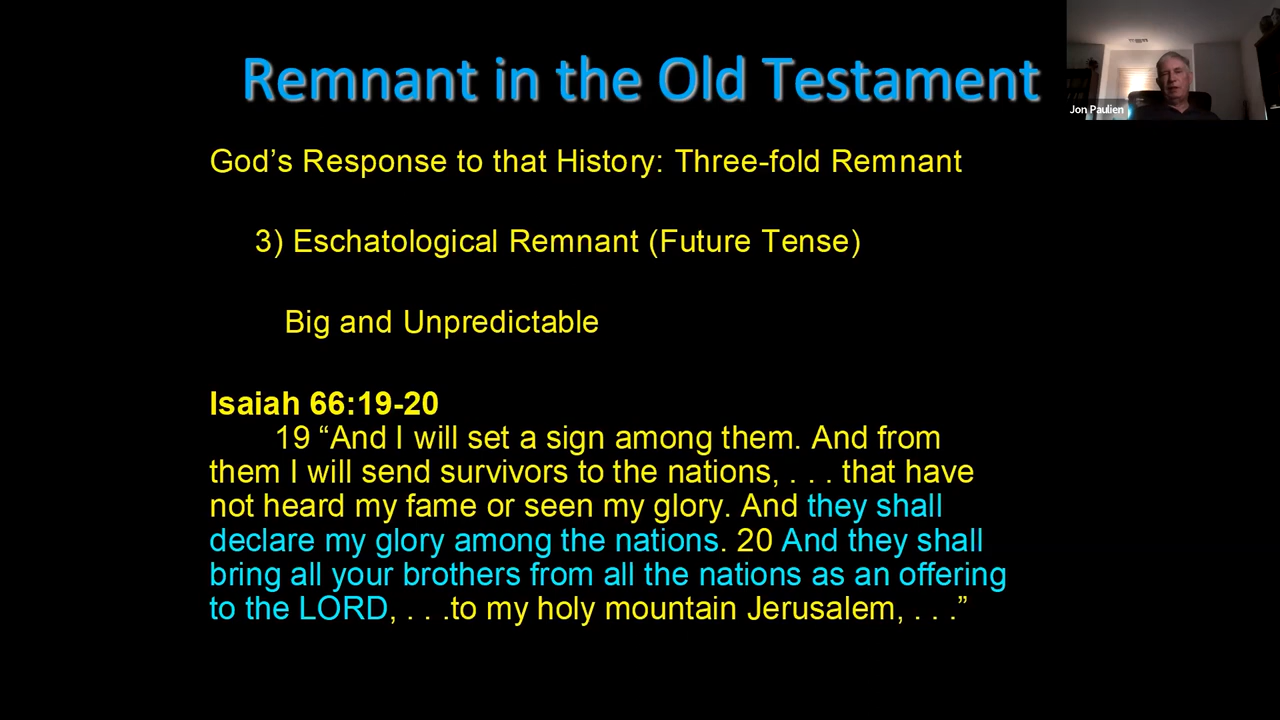 Remnant in the Old Testament
Jon Paulien
God’s Response to that History: Three-fold Remnant
3) Eschatological Remnant (Future Tense)
Big and Unpredictable
Isaiah 66:19-20
19 “And I will set a sign among them. And from
them I will send survivors to the nations, . . . that have
not heard my fame or seen my glory. And they shall
declare my glory among the nations. 20 And they shall
bring all your brothers from all the nations as an offering
to the LORD, . . .to my holy mountain Jerusalem, . . .”